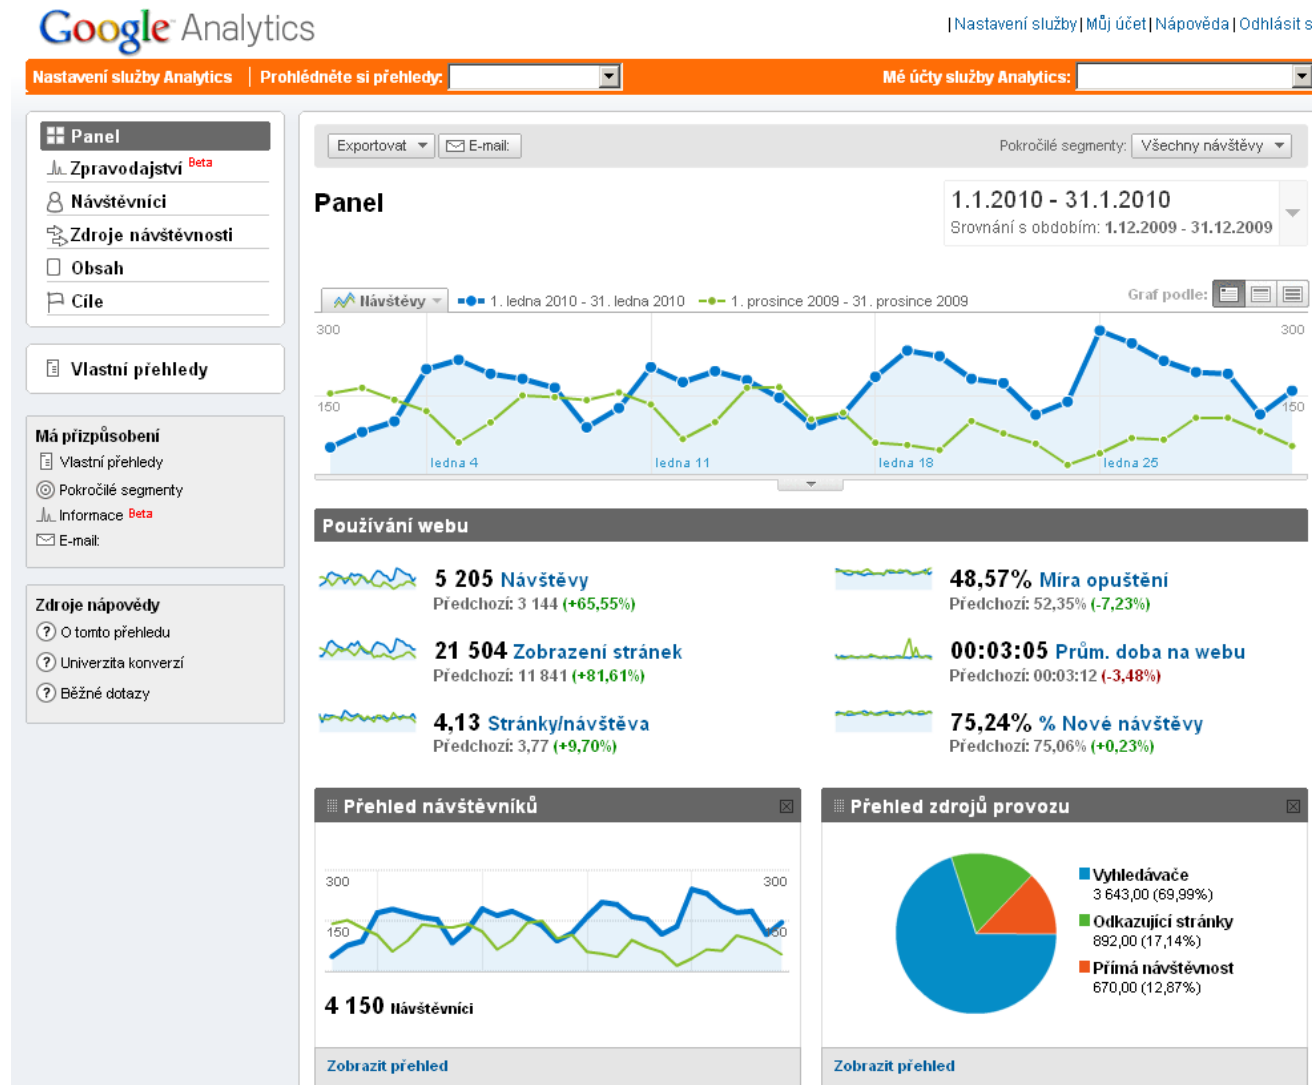 Google Analytics
|Nastavení služby|Můj účet|Nápověda|Odhlásit s
Nastavení služby Analytics | Prohlédněte si přehledy:
Mé účty služby Analytics:
Panel
Zpravodajství Beta
Návštěvníci
Zdroje návštěvnosti
Obsah
Cíle
Vlastní přehledy
Má přizpůsobení
Vlastní přehledy
Pokročilé segmenty
Informace Beta
E-mail:
Zdroje nápovědy
? O tomto přehledu
? Univerzita konverzí
? Běžné dotazy
Exportovat
E-mail:
Pokročilé segmenty: Všechny návštěvy
Panel
1.1.2010 - 31.1.2010
Srovnání s obdobím: 1.12.2009 - 31.12.2009
Návštěvy
1. ledna 2010 - 31. ledna 2010
1. prosince 2009 - 31. prosince 2009
Graf podle:
300
300
150
150
ledna 4
ledna 11
ledna 18
ledna 25
Používání webu
5 205 Návštěvy
Předchozí: 3 144 (+65,55%)
48,57% Míra opuštění
Předchozí: 52,35% (-7,23%)
21 504 Zobrazení stránek
Předchozí: 11 841 (+81,61%)
00:03:05 Prům. doba na webu
Předchozí: 00:03:12 (-3,48%)
4,13 Stránky/návštěva
Předchozí: 3,77 (+9,70%)
75,24% % Nové návštěvy
Předchozí: 75,06% (+0,23%)
Přehled návštěvníků
300
300
150
150
4 150 Návštěvníci
Zobrazit přehled
Přehled zdrojů provozu
Vyhledávače
3 643,00 (69,99%)
Odkazující stránky
892,00 (17,14%)
Přímá návštěvnost
670,00 (12,87%)
Zobrazit přehled